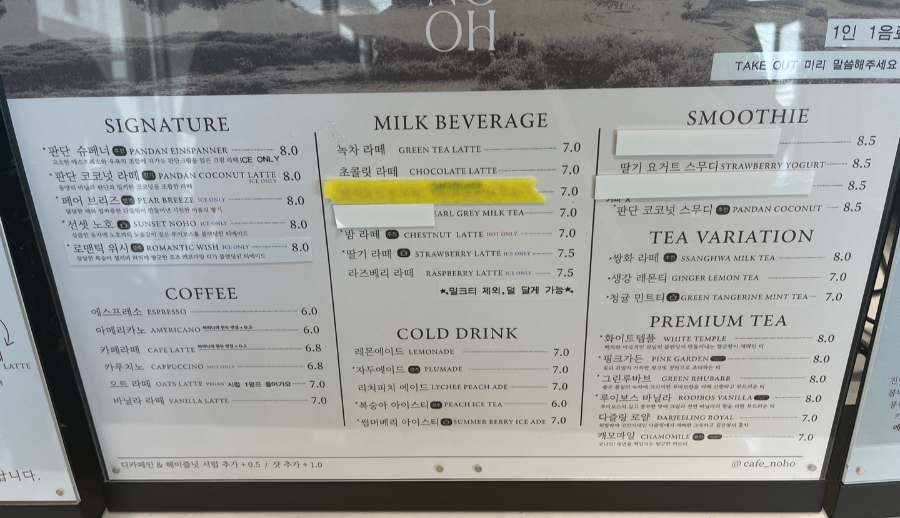 NO
OH
1인 1음료
TAKE OUT 미리 말씀해주세요
SIGNATURE
판단 슈페너 PANDAN EINSPANNER 8.0
ICE ONLY
판단 코코넛 라떼 PANDAN COCONUT LATTE 8.0
ICE ONLY
페어 브리즈 PEAR BREEZE ICE ONLY 8.0
선셋 노호 SUNSET NOHO ICE ONLY 8.0
로맨틱 위시 ROMANTIC WISH ICE ONLY 8.0
COFFEE
에스프레소 ESPRESSO 6.0
아메리카노 AMERICANO 6.0
카페라떼 CAFE LATTE 6.8
카푸치노 CAPPUCCINO HOT ONLY 6.8
오트 라떼 OATS LATTE VEGAN 시럽 1펌프 들어가요 7.0
바닐라 라떼 VANILLA LATTE 7.0
MILK BEVERAGE
녹차 라떼 GREEN TEA LATTE 7.0
초콜릿 라떼 CHOCOLATE LATTE 7.0
7.0
EARL GREY MILK TEA 7.0
밤 라떼 CHESTNUT LATTE HOT ONLY 7.0
딸기 라떼 STRAWBERRY LATTE ICE ONLY 7.5
라즈베리 라떼 RASPBERRY LATTE ICE ONLY 7.5
*밀크티 제외, 덜 달게 가능*
COLD DRINK
레몬에이드 LEMONADE 7.0
*자두에이드 PLUMADE 7.0
리치피치 에이드 LYCHEE PEACH ADE 7.0
*복숭아 아이스티 PEACH ICE TEA 6.0
*썸머베리 아이스티 SUMMER BERRY ICE ADE 7.0
SMOOTHIE
8.5
딸기 요거트 스무디 STRAWBERRY YOGURT
8.5
*판단 코코넛 스무디 PANDAN COCONUT 8.5
TEA VARIATION
*쌍화 라떼 SSANGHWA MILK TEA 8.0
*생강 레몬티 GINGER LEMON TEA 7.0
*청귤 민트티 GREEN TANGERINE MINT TEA 7.0
PREMIUM TEA
*화이트템플 WHITE TEMPLE 8.0
*핑크가든 PINK GARDEN 8.0
*그린루바브 GREEN RHUBARB 8.0
*루이보스 바닐라 ROOIBOS VANILLA 8.0
다즐링 로얄 DARJEELING ROYAL 7.0
캐모마일 CHAMOMILE 7.0
디카페인 & 헤이즐넛 시럽 추가 +0.5 / 샷 추가 +1.0
@cafe_noho